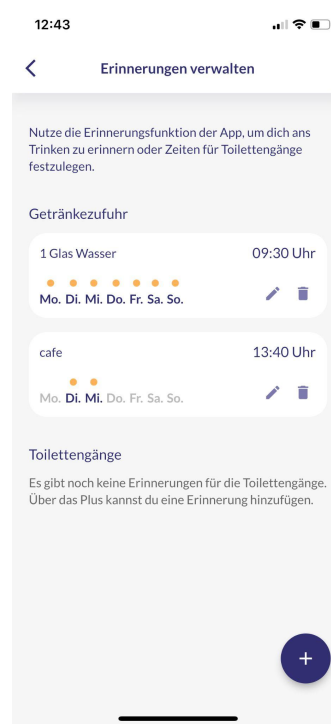 12:43
Erinnerungen verwalten
Nutze die Erinnerungsfunktion der App, um dich ans
Trinken zu erinnern oder Zeiten für Toilettengänge
festzulegen.
Getränkezufuhr
1 Glas Wasser 09:30 Uhr
Mo. Di. Mi. Do. Fr. Sa. So.
cafe 13:40 Uhr
Mo. Di. Mi. Do. Fr. Sa. So.
Toilettengänge
Es gibt noch keine Erinnerungen für die Toilettengänge.
Über das Plus kannst du eine Erinnerung hinzufügen.